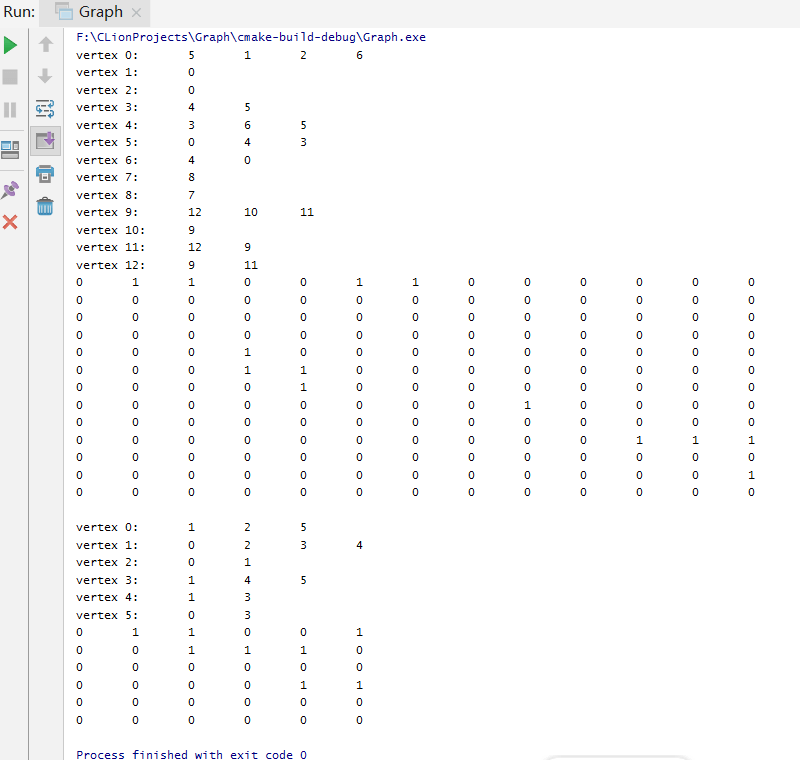 Run: Graph
F:\CLionProjects\Graph\cmake-build-debug\Graph.exe
vertex 0: 5 1 2 6
vertex 1: 0
vertex 2: 0
vertex 3: 4 5
vertex 4: 3 6 5
vertex 5: 0 4 3
vertex 6: 4 0
vertex 7: 8
vertex 8: 7
vertex 9: 12 10 11
vertex 10: 9
vertex 11: 12 9
vertex 12: 9 11
0 1 1 0 0 1 1 0 0 0 0 0 0
0 0 0 0 0 0 0 0 0 0 0 0 0
0 0 0 0 0 0 0 0 0 0 0 0 0
0 0 0 0 0 0 0 0 0 0 0 0 0
0 0 0 1 0 0 0 0 0 0 0 0 0
0 0 0 1 1 0 0 0 0 0 0 0 0
0 0 0 0 1 0 0 0 0 0 0 0 0
0 0 0 0 0 0 0 0 1 0 0 0 0
0 0 0 0 0 0 0 0 0 0 0 0 0
0 0 0 0 0 0 0 0 0 0 1 1 1
0 0 0 0 0 0 0 0 0 0 0 0 0
0 0 0 0 0 0 0 0 0 0 0 0 1
0 0 0 0 0 0 0 0 0 0 0 0 0
vertex 0: 1 2 5
vertex 1: 0 2 3 4
vertex 2: 0 1
vertex 3: 1 4 5
vertex 4: 1 3
vertex 5: 0 3
0 1 1 0 0 1
0 0 1 1 1 0
0 0 0 0 0 0
0 0 0 0 1 1
0 0 0 0 0 0
0 0 0 0 0 0
Process finished with exit code 0